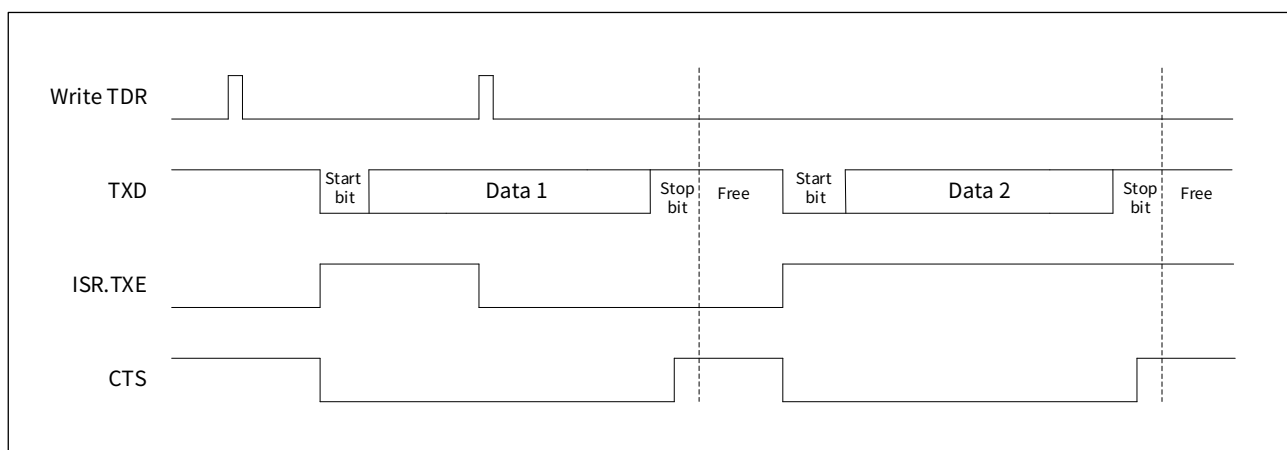 Write TDR
TXD
Start
bit
Data 1
Stop
bit
Free
Start
bit
Data 2
Stop
bit
Free
ISR.TXE
CTS